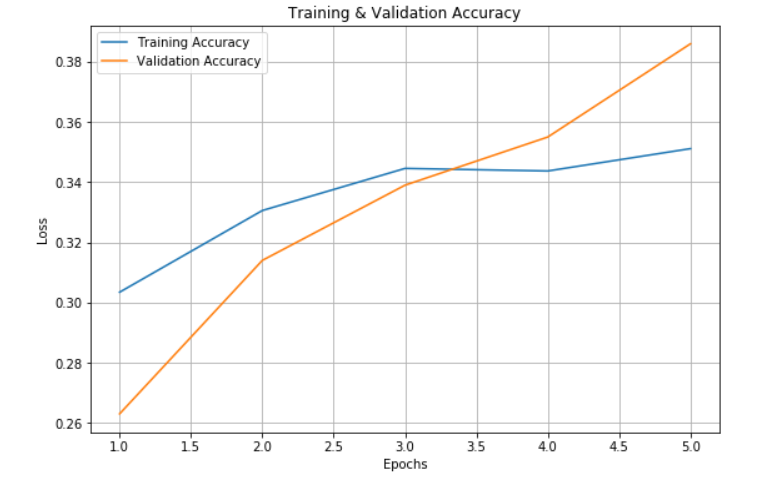 Training & Validation Accuracy
Training Accuracy
Validation Accuracy
0.38
0.36
0.34
0.32
0.30
0.28
0.26
Loss
1.0 1.5 2.0 2.5 3.0 3.5 4.0 4.5 5.0
Epochs